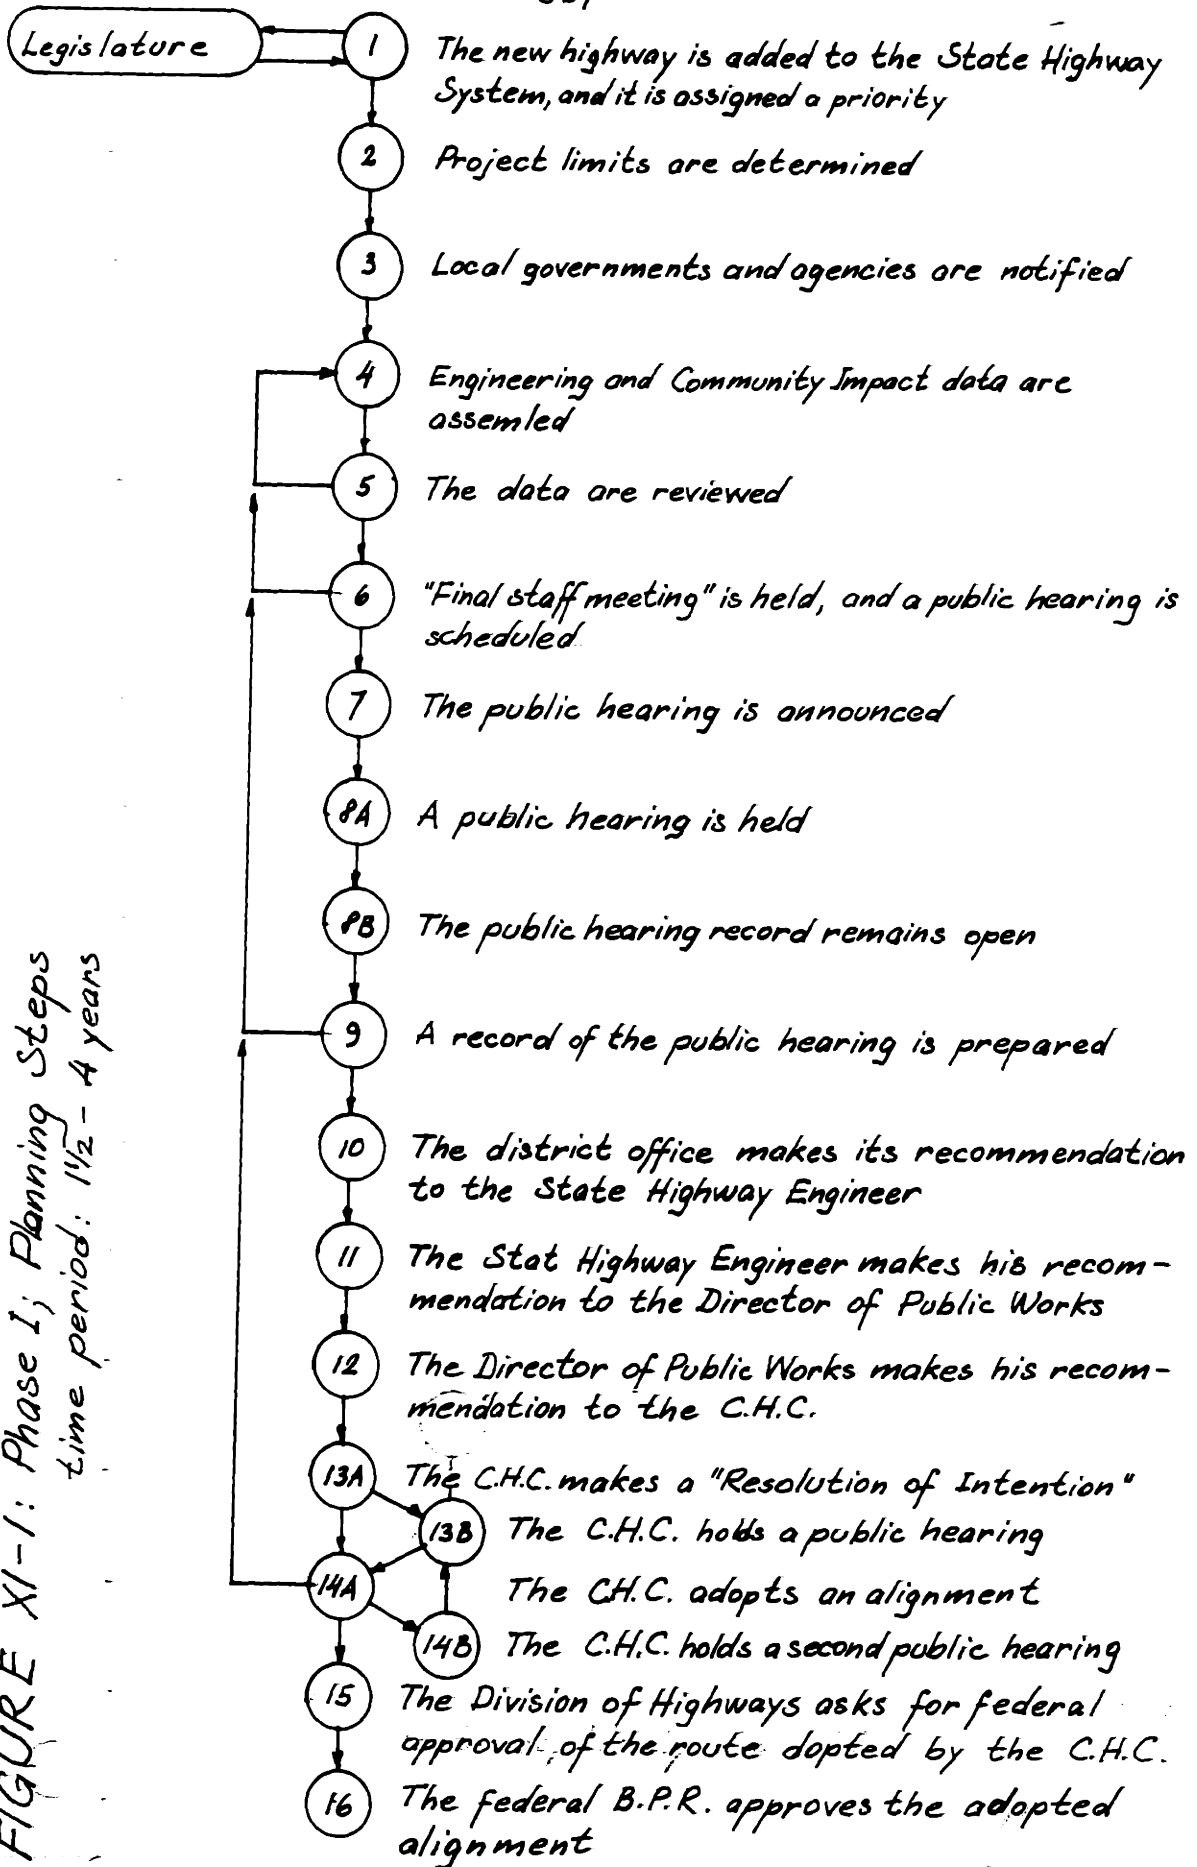 Legislature
1
The new highway is added to the State Highway
System, and it is assigned a priority
2
Project limits are determined
3
Local governments and agencies are notified
4
Engineering and Community Impact data are
assemled
5
The data are reviewed
6
"Final staff meeting" is held, and a public hearing is
scheduled
7
The public hearing is announced
8A
A public hearing is held
8B
The public hearing record remains open
9
A record of the public hearing is prepared
10
The district office makes its recommendation
to the State Highway Engineer
11
The Stat Highway Engineer makes his recom-
mendation to the Director of Public Works
12
The Director of Public Works makes his recom-
mendation to the C.H.C.
13A
The C.H.C. makes a "Resolution of Intention"
13B
The C.H.C. holds a public hearing
14A
The C.H.C. adopts an alignment
14B
The C.H.C. holds a second public hearing
15
The Division of Highways asks for federal
approval of the route dopted by the C.H.C.
16
The federal B.P.R. approves the adopted
alignment
FIGURE XI-1: Phase I; Planning Steps
time period: 1½ - 4 years